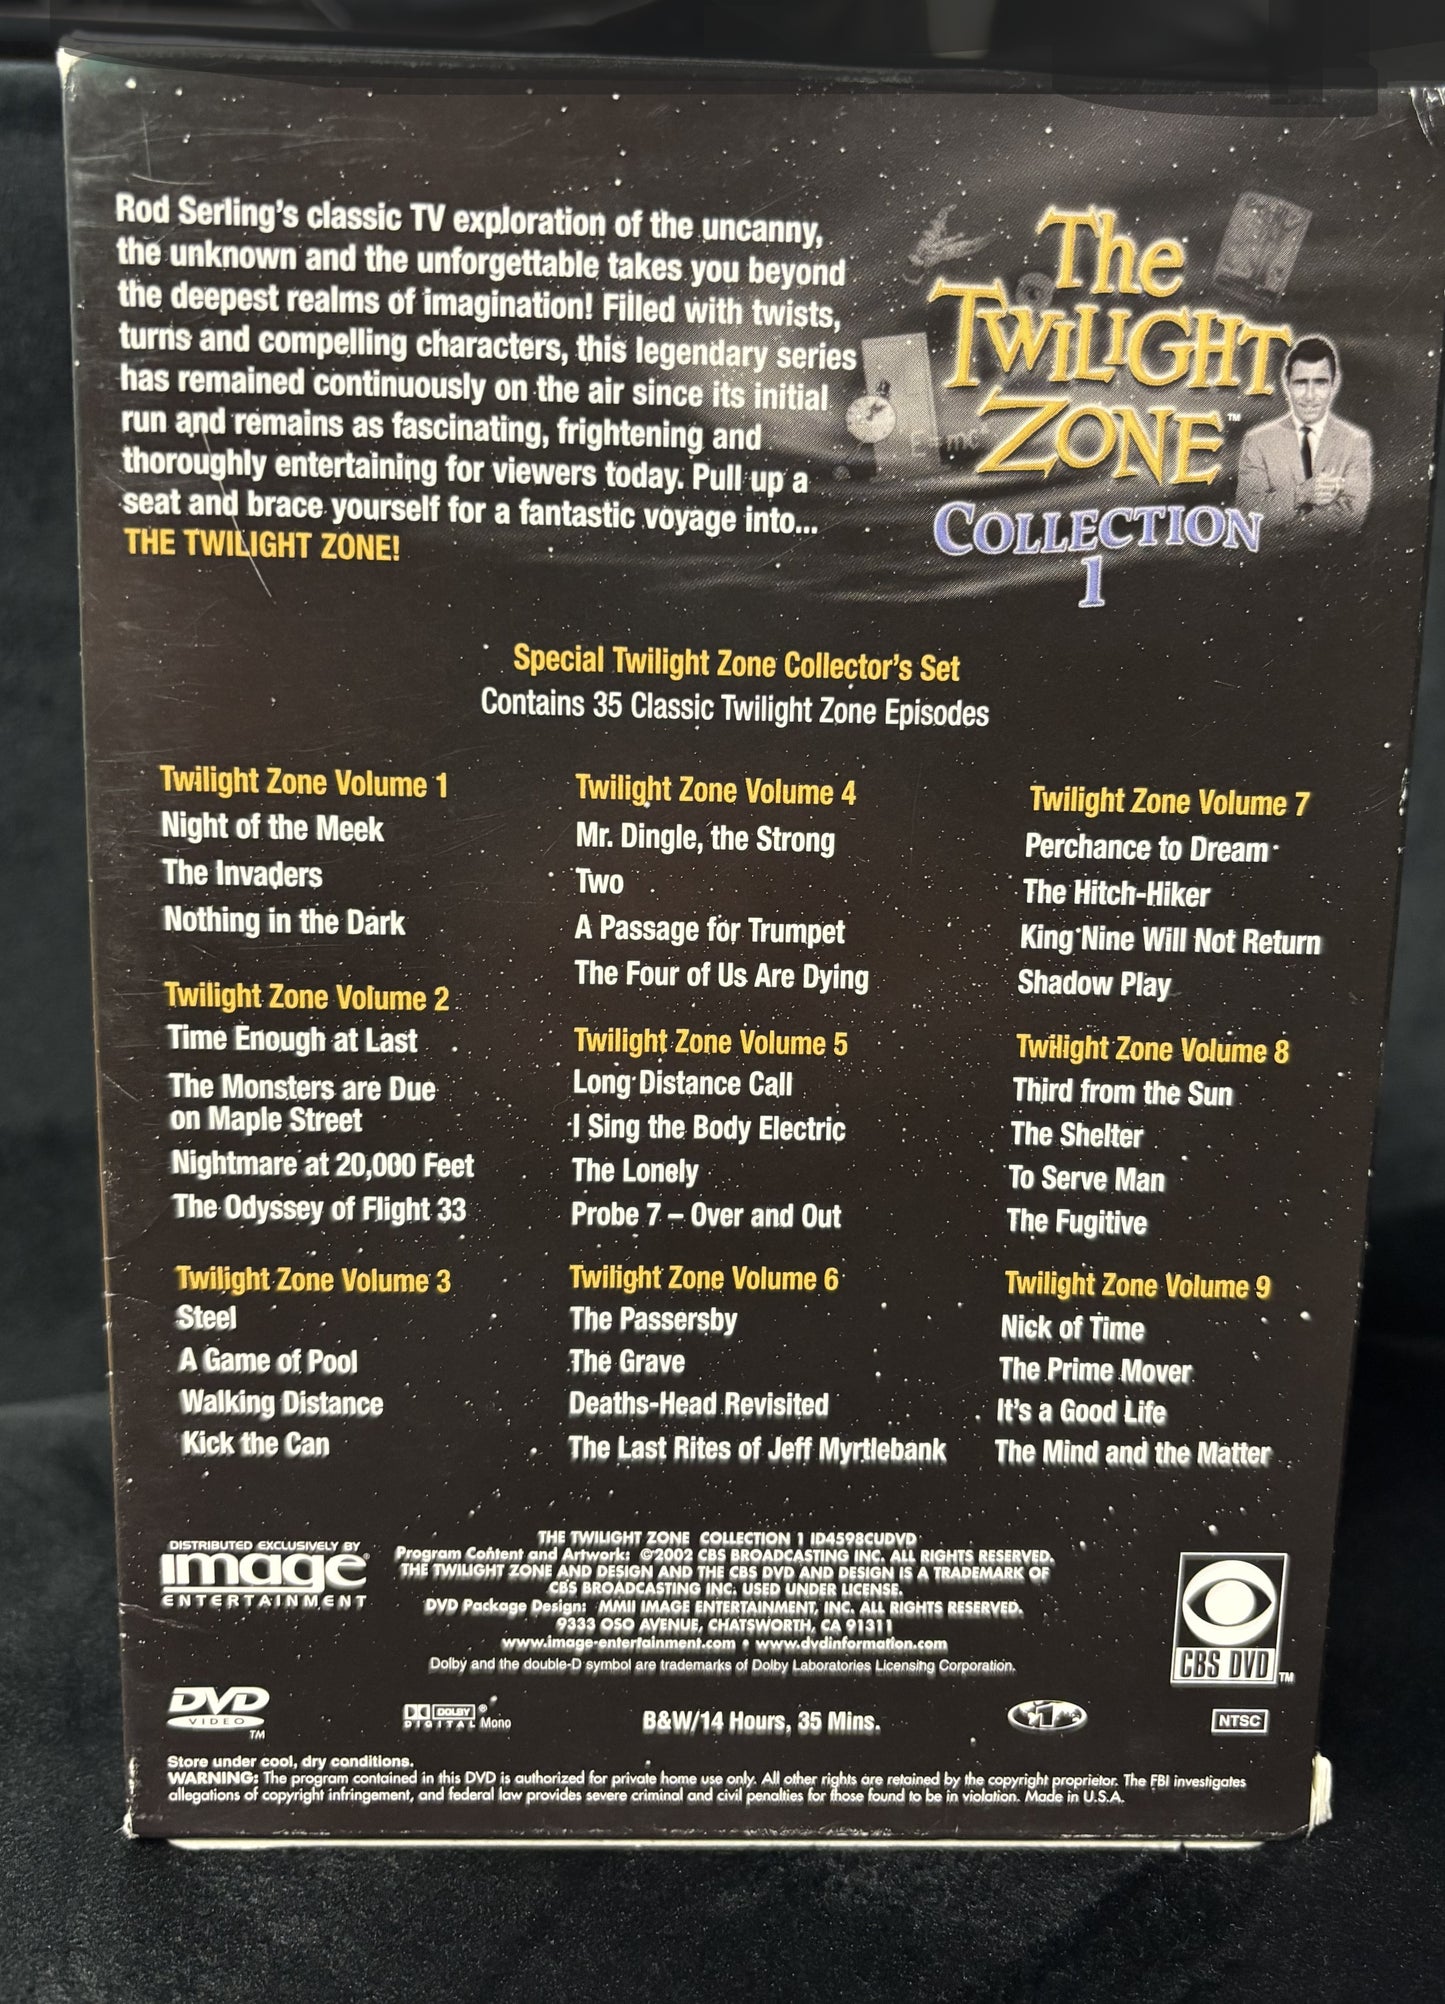 Rod Serling's classic TV exploration of the uncanny,
the unknown and the unforgettable takes you beyond
the deepest realms of imagination! Filled with twists,
turns and compelling characters, this legendary series
has remained continuously on the air since its initial
run and remains as fascinating, frightening and
thoroughly entertaining for viewers today. Pull up a
seat and brace yourself for a fantastic voyage into...
THE TWILIGHT ZONE!
The
TWILIGHT
ZONE™
COLLECTION
1
E=mc
Special Twilight Zone Collector's Set
Contains 35 Classic Twilight Zone Episodes
Twilight Zone Volume 1
Night of the Meek
The Invaders
Nothing in the Dark
Twilight Zone Volume 2
Time Enough at Last
The Monsters are Due
on Maple Street
Nightmare at 20,000 Feet
The Odyssey of Flight 33
Twilight Zone Volume 3
Steel
A Game of Pool
Walking Distance
Kick the Can
Twilight Zone Volume 4
Mr. Dingle, the Strong
Two
A Passage for Trumpet
The Four of Us Are Dying
Twilight Zone Volume 5
Long Distance Call
I Sing the Body Electric
The Lonely
Probe 7 – Over and Out
Twilight Zone Volume 6
The Passersby
The Grave
Deaths-Head Revisited
The Last Rites of Jeff Myrtlebank
Twilight Zone Volume 7
Perchance to Dream
The Hitch-Hiker
King Nine Will Not Return
Shadow Play
Twilight Zone Volume 8
Third from the Sun
The Shelter
To Serve Man
The Fugitive
Twilight Zone Volume 9
Nick of Time
The Prime Mover
It's a Good Life
The Mind and the Matter
DISTRIBUTED EXCLUSIVELY BY
image®
ENTERTAINMENT
THE TWILIGHT ZONE COLLECTION 1 ID4598CUDVD
Program Content and Artwork: ©2002 CBS BROADCASTING INC. ALL RIGHTS RESERVED.
THE TWILIGHT ZONE AND DESIGN AND THE CBS DVD AND DESIGN IS A TRADEMARK OF
CBS BROADCASTING INC. USED UNDER LICENSE.
DVD Package Design: MMII IMAGE ENTERTAINMENT, INC. ALL RIGHTS RESERVED.
9333 OSO AVENUE, CHATSWORTH, CA 91311
www.image-entertainment.com • www.dvdinformation.com
Dolby and the double-D symbol are trademarks of Dolby Laboratories Licensing Corporation.
CBS DVD™
DVD
VIDEO™
DOLBY®
DIGITAL Mono
B&W/14 Hours, 35 Mins.
1
NTSC
Store under cool, dry conditions.
WARNING: The program contained in this DVD is authorized for private home use only. All other rights are retained by the copyright proprietor. The FBI investigates
allegations of copyright infringement, and federal law provides severe criminal and civil penalties for those found to be in violation. Made in U.S.A.